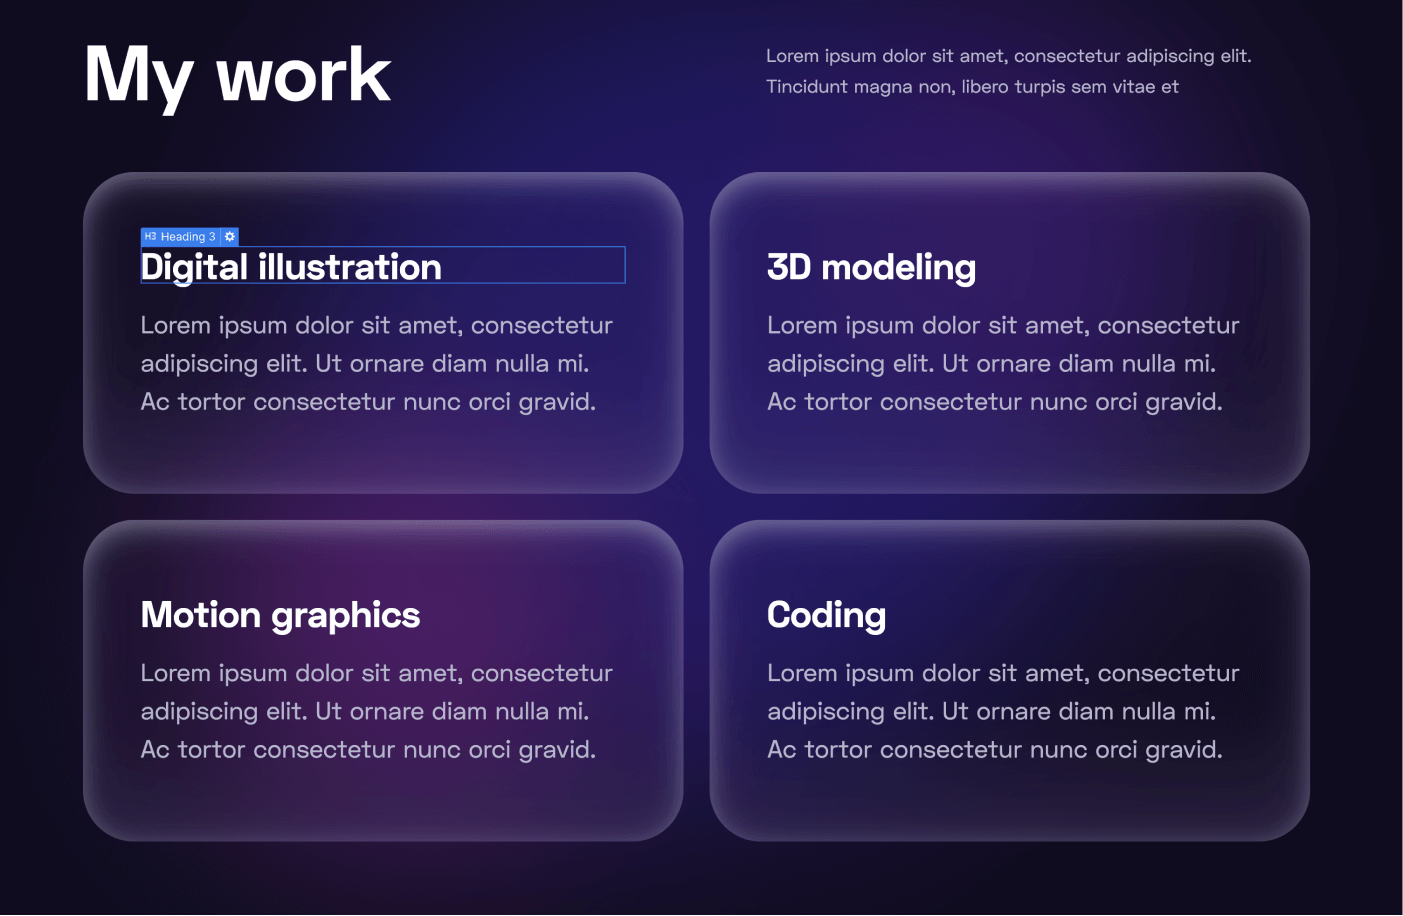 My work
Lorem ipsum dolor sit amet, consectetur adipiscing elit.
Tincidunt magna non, libero turpis sem vitae et
H3 Heading 3
Digital illustration
Lorem ipsum dolor sit amet, consectetur
adipiscing elit. Ut ornare diam nulla mi.
Ac tortor consectetur nunc orci gravid.
3D modeling
Lorem ipsum dolor sit amet, consectetur
adipiscing elit. Ut ornare diam nulla mi.
Ac tortor consectetur nunc orci gravid.
Motion graphics
Lorem ipsum dolor sit amet, consectetur
adipiscing elit. Ut ornare diam nulla mi.
Ac tortor consectetur nunc orci gravid.
Coding
Lorem ipsum dolor sit amet, consectetur
adipiscing elit. Ut ornare diam nulla mi.
Ac tortor consectetur nunc orci gravid.